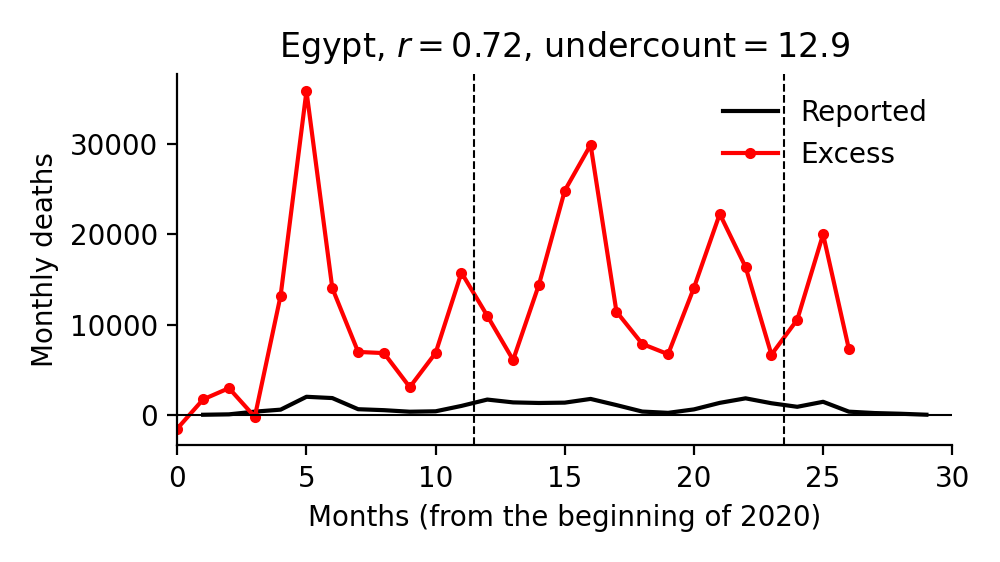 Egypt, r = 0.72, undercount = 12.9
Reported
Excess
Monthly deaths
30000
20000
10000
0
0 5 10 15 20 25 30
Months (from the beginning of 2020)